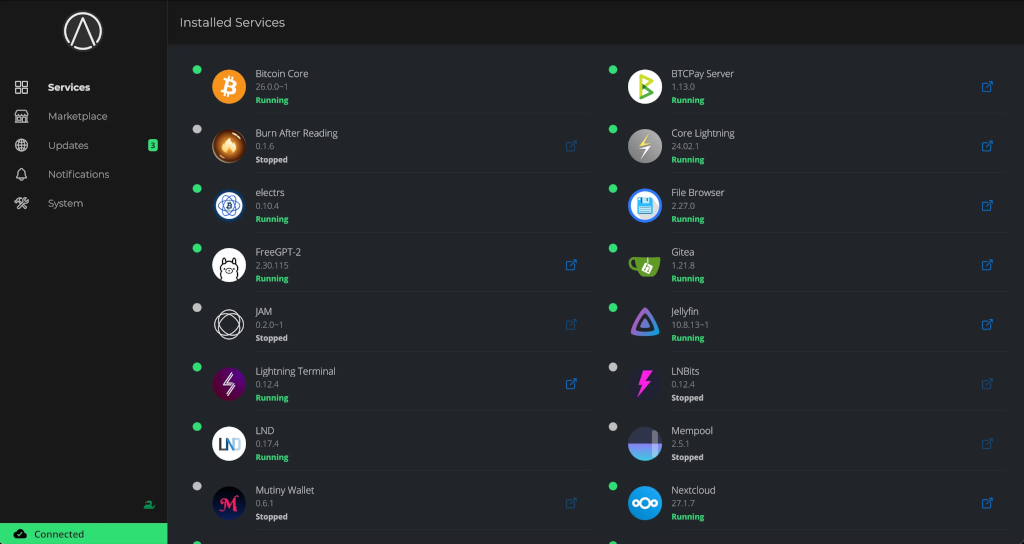 Installed Services
Services
Marketplace
Updates 3
Notifications
System
Connected
Bitcoin Core
26.0.0~1
Running
BTCPay Server
1.13.0
Running
Burn After Reading
0.1.6
Stopped
Core Lightning
24.02.1
Running
electrs
0.10.4
Running
File Browser
2.27.0
Running
FreeGPT-2
2.30.115
Running
Gitea
1.21.8
Running
JAM
0.2.0~1
Stopped
Jellyfin
10.8.13~1
Running
Lightning Terminal
0.12.4
Running
LNBits
0.12.4
Stopped
LND
LND
0.17.4
Running
Mempool
2.5.1
Stopped
M
Mutiny Wallet
0.6.1
Stopped
Nextcloud
27.1.7
Running